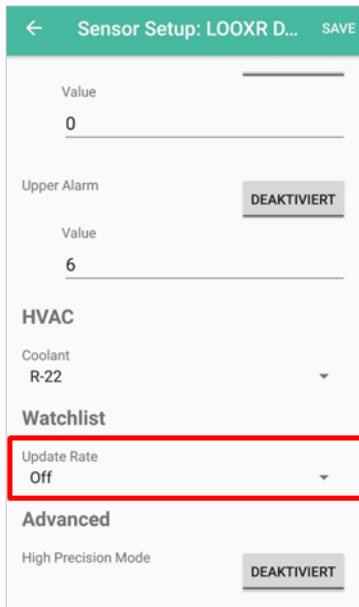 Sensor Setup: LOOXR D... SAVE
Value
0
Upper Alarm
DEAKTIVIERT
Value
6
HVAC
Coolant
R-22
Watchlist
Update Rate
Off
Advanced
High Precision Mode
DEAKTIVIERT